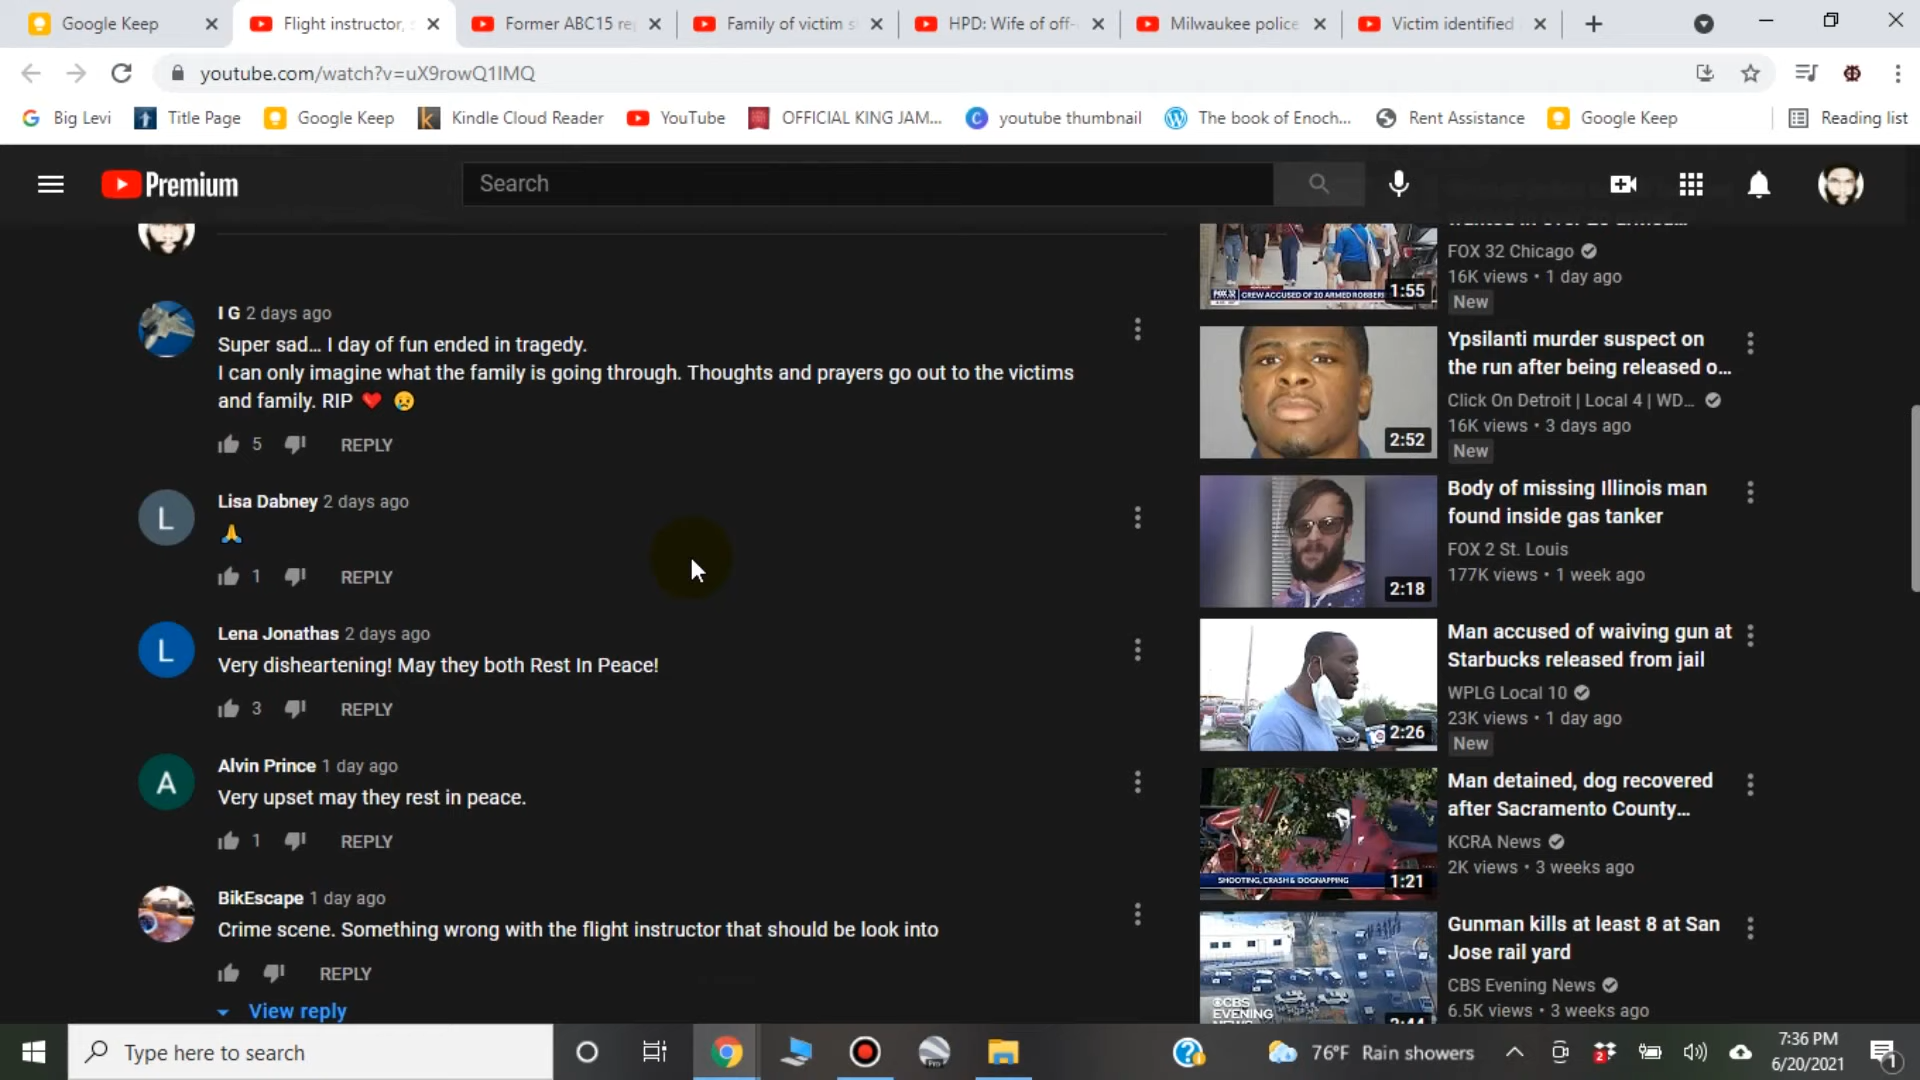 Google Keep
Flight instructor, s
Former ABC15 re
Family of victim s
HPD: Wife of off-
Milwaukee police
Victim identified
youtube.com/watch?v=uX9rowQ1IMQ
Big Levi
Title Page
Google Keep
Kindle Cloud Reader
YouTube
OFFICIAL KING JAM...
youtube thumbnail
The book of Enoch...
Rent Assistance
Google Keep
Reading list
Premium
Search
I G 2 days ago
Super sad... I day of fun ended in tragedy.
I can only imagine what the family is going through. Thoughts and prayers go out to the victims
and family. RIP ❤️ 😢
5 REPLY
Lisa Dabney 2 days ago
🙏
1 REPLY
Lena Jonathas 2 days ago
Very disheartening! May they both Rest In Peace!
3 REPLY
Alvin Prince 1 day ago
Very upset may they rest in peace.
1 REPLY
BikEscape 1 day ago
Crime scene. Something wrong with the flight instructor that should be look into
REPLY
View reply
FOX 32 Chicago
16K views • 1 day ago
New
FOX 32
CREW ACCUSED OF 20 ARMED ROBBERI
1:55
Ypsilanti murder suspect on
the run after being released o...
Click On Detroit | Local 4 | WD...
16K views • 3 days ago
New
2:52
Body of missing Illinois man
found inside gas tanker
FOX 2 St. Louis
177K views • 1 week ago
2:18
Man accused of waiving gun at
Starbucks released from jail
WPLG Local 10
23K views • 1 day ago
New
2:26
Man detained, dog recovered
after Sacramento County...
KCRA News
2K views • 3 weeks ago
SHOOTING, CRASH & DOGNAPPING
1:21
Gunman kills at least 8 at San
Jose rail yard
CBS Evening News
6.5K views • 3 weeks ago
©CBS
EVENING
Type here to search
76°F Rain showers
7:36 PM
6/20/2021